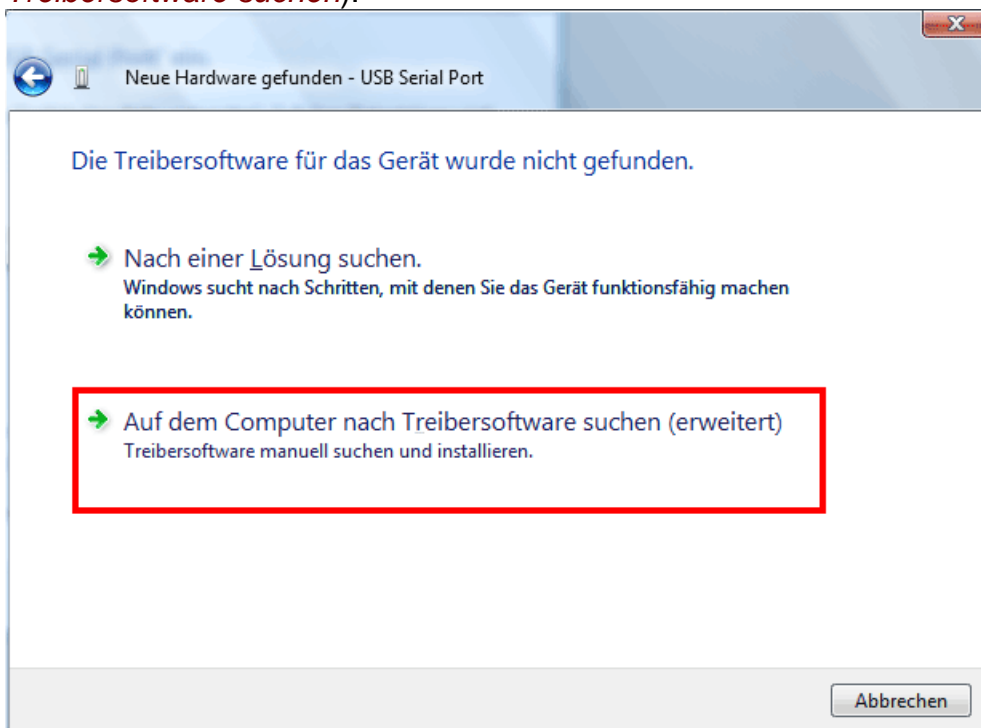 Treibersoftware suchen).
Neue Hardware gefunden - USB Serial Port
Die Treibersoftware für das Gerät wurde nicht gefunden.
Nach einer Lösung suchen.
Windows sucht nach Schritten, mit denen Sie das Gerät funktionsfähig machen
können.
Auf dem Computer nach Treibersoftware suchen (erweitert)
Treibersoftware manuell suchen und installieren.
Abbrechen